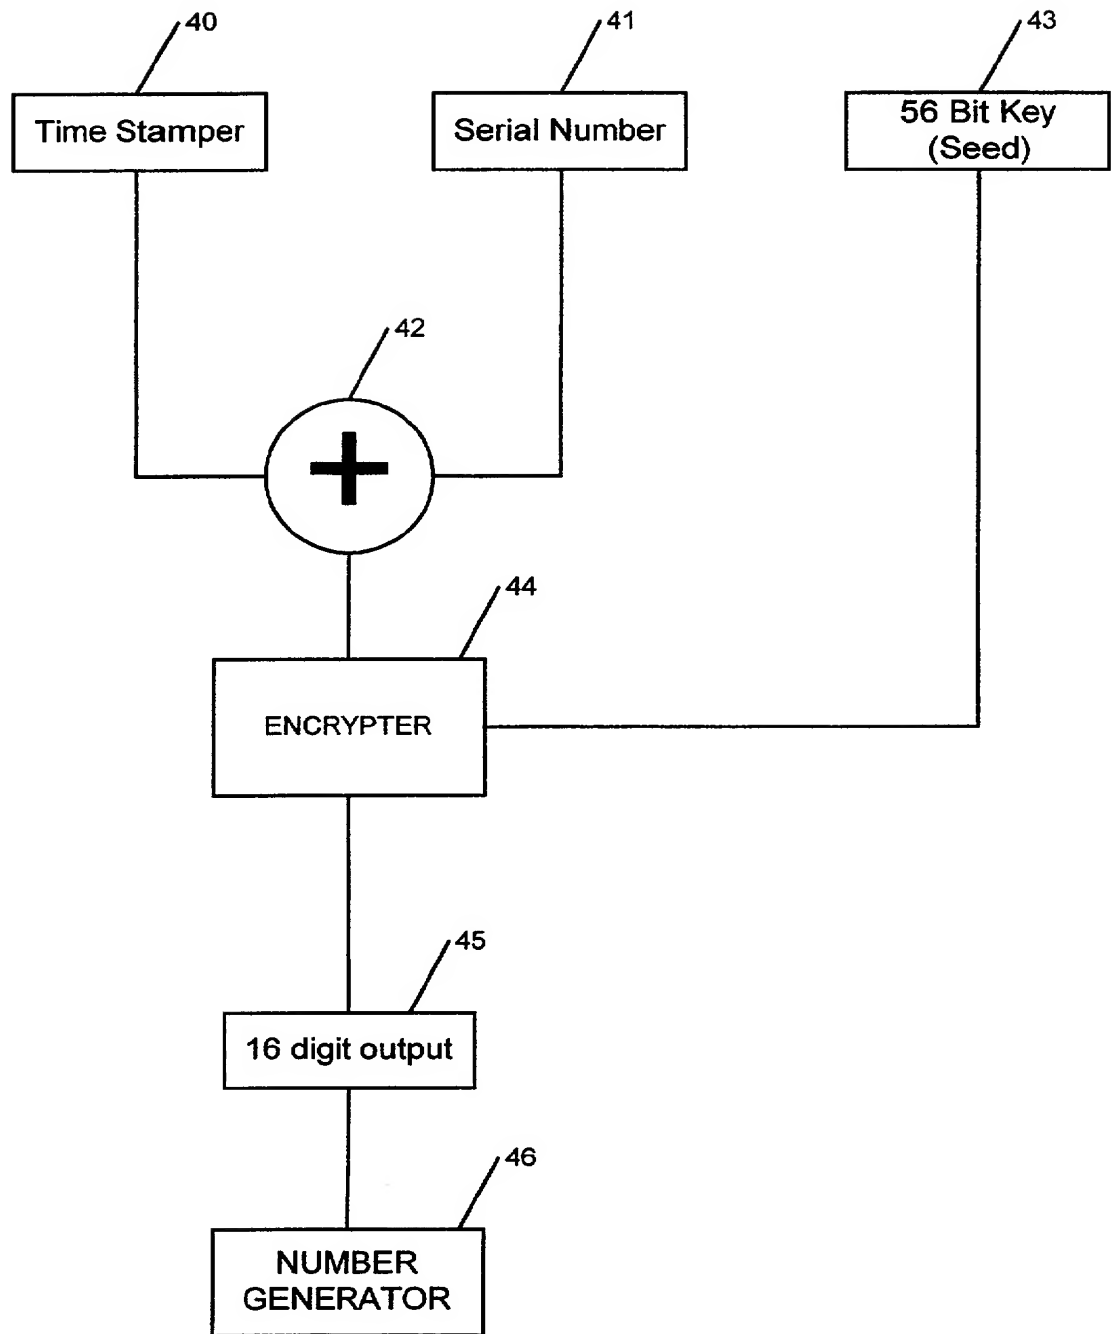 40
41
43
Time Stamper
Serial Number
56 Bit Key
(Seed)
42
+
44
ENCRYPTER
45
16 digit output
46
NUMBER
GENERATOR